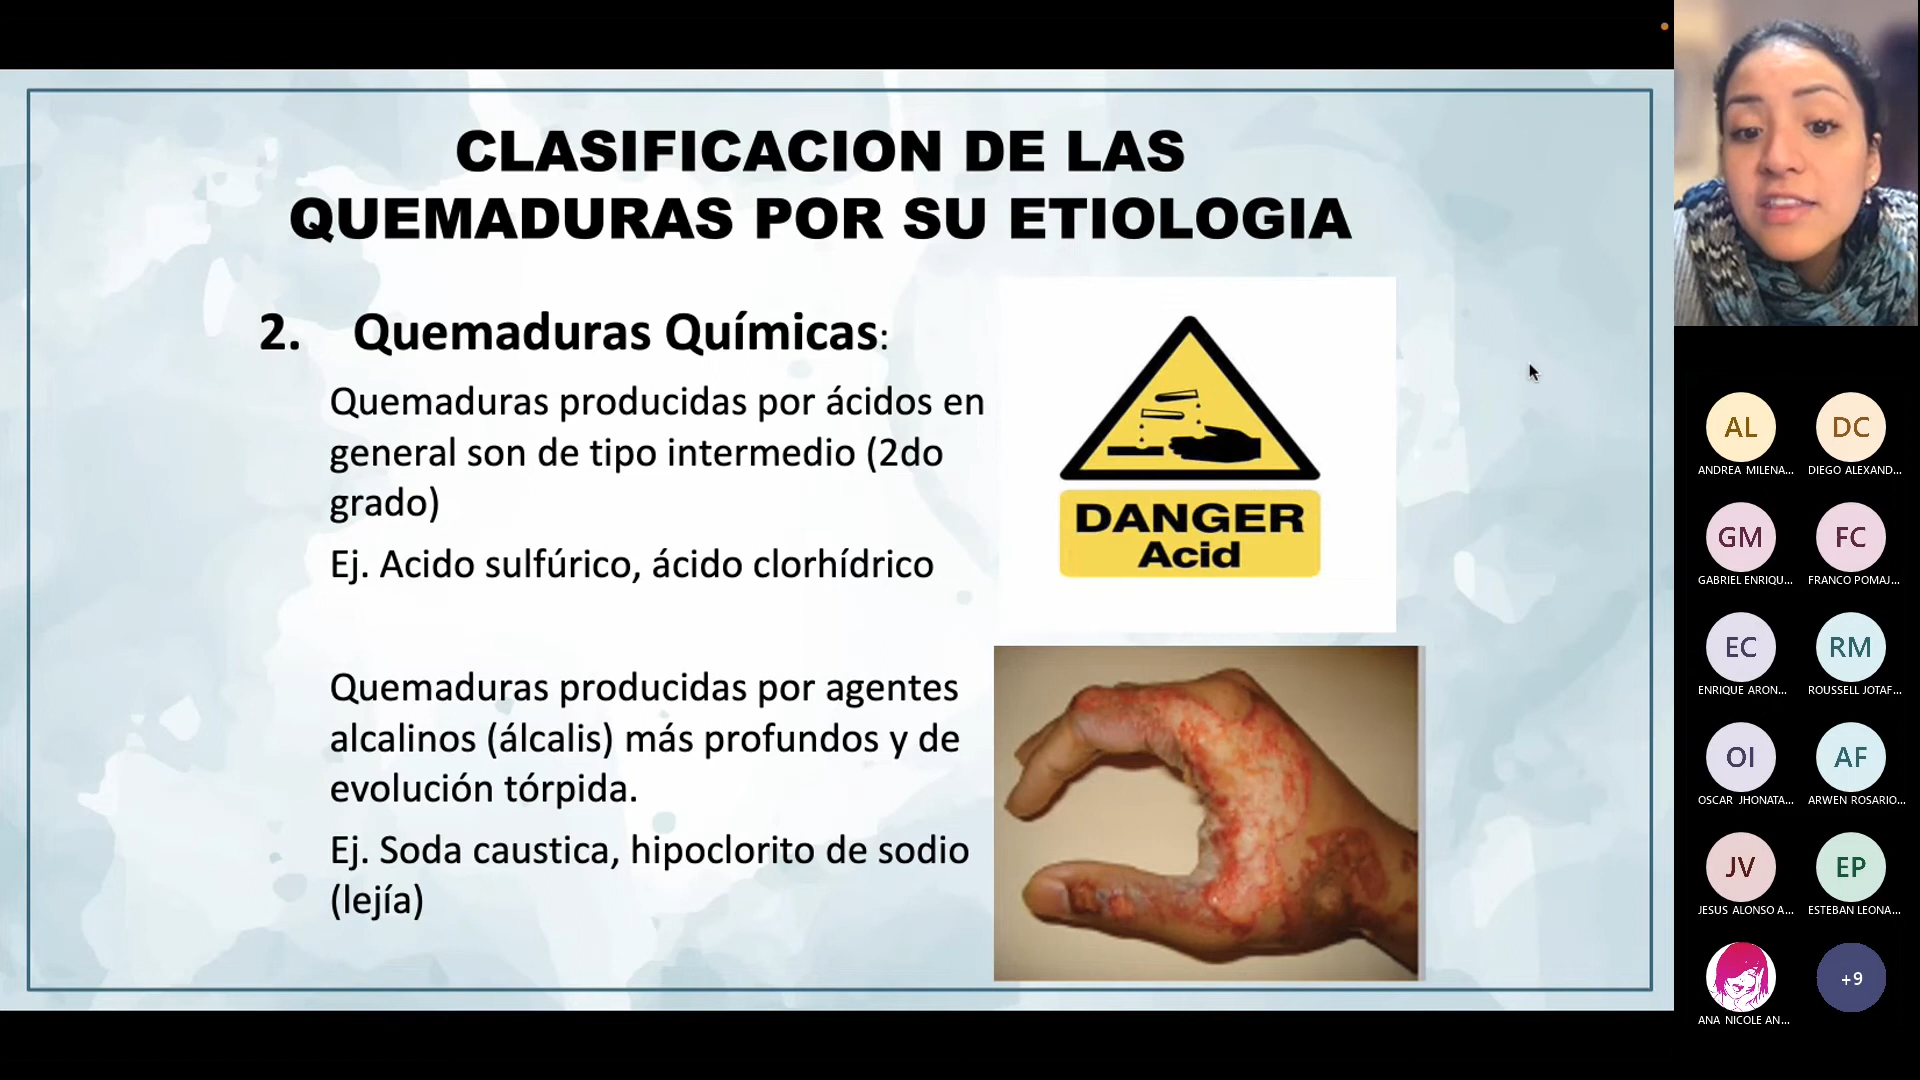 CLASIFICACION DE LAS
QUEMADURAS POR SU ETIOLOGIA
2. Quemaduras Químicas:
Quemaduras producidas por ácidos en
general son de tipo intermedio (2do
grado)
Ej. Acido sulfúrico, ácido clorhídrico
Quemaduras producidas por agentes
alcalinos (álcalis) más profundos y de
evolución tórpida.
Ej. Soda caustica, hipoclorito de sodio
(lejía)
DANGER
Acid
AL
DC
ANDREA MILENA...
DIEGO ALEXAND...
GM
FC
GABRIEL ENRIQU...
FRANCO POMAJ...
EC
RM
ENRIQUE ARON...
ROUSSELL JOTAF...
OI
AF
OSCAR JHONATA...
ARWEN ROSARIO...
JV
EP
JESUS ALONSO A...
ESTEBAN LEONA...
+9
ANA NICOLE AN...